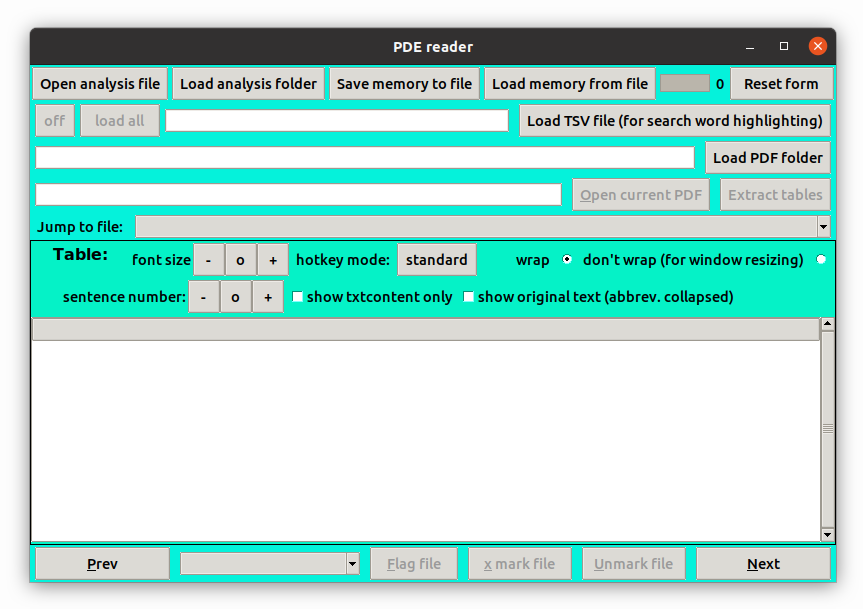 PDE reader
Open analysis file Load analysis folder Save memory to file Load memory from file 0 Reset form
off load all Load TSV file (for search word highlighting)
Load PDF folder
Open current PDF Extract tables
Jump to file:
Table: font size - o + hotkey mode: standard wrap don't wrap (for window resizing)
sentence number: - o + show txtcontent only show original text (abbrev. collapsed)
Prev Flag file x mark file Unmark file Next